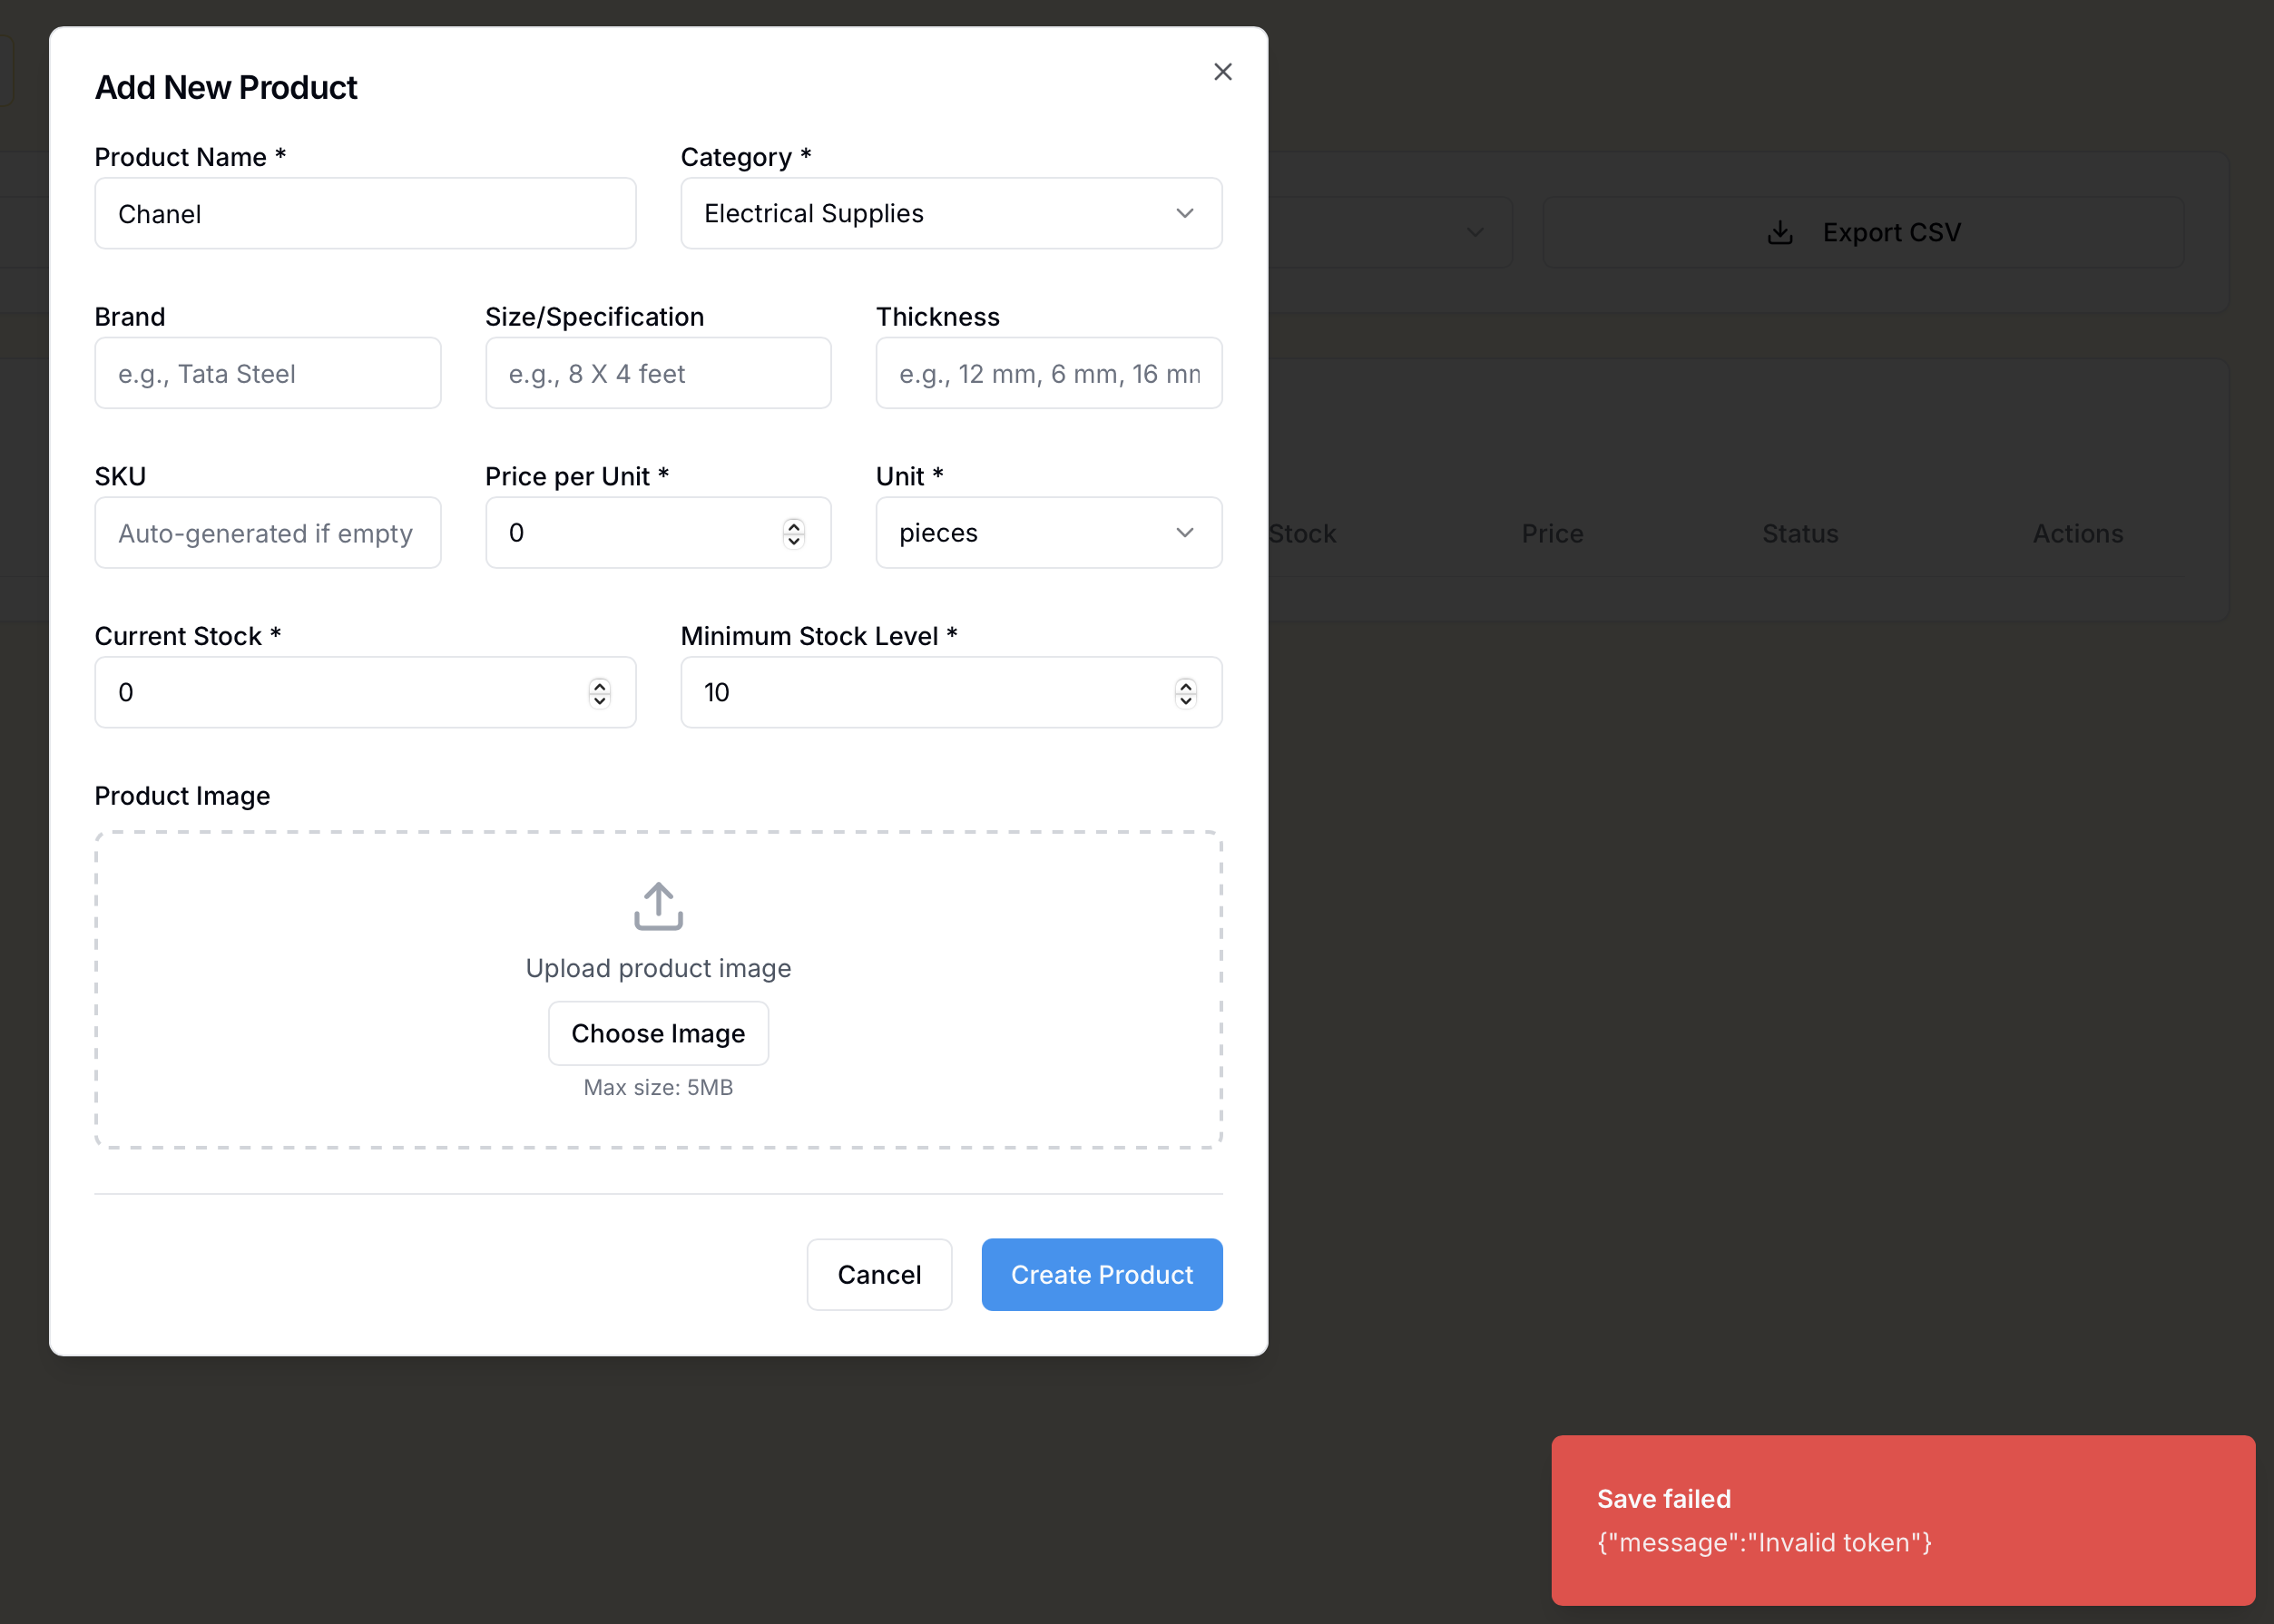 Add New Product
Product Name *
Category *
Chanel
Electrical Supplies
Export CSV
Brand
Size/Specification
Thickness
e.g., Tata Steel
e.g., 8 X 4 feet
e.g., 12 mm, 6 mm, 16
SKU
Price per Unit *
Unit *
Auto-generated if empty
0
pieces
Stock
Price
Status
Actions
Current Stock *
Minimum Stock Level *
0
10
Product Image
Upload product image
Choose Image
Max size: 5MB
Cancel
Create Product
Save failed
{"message":"Invalid token"}